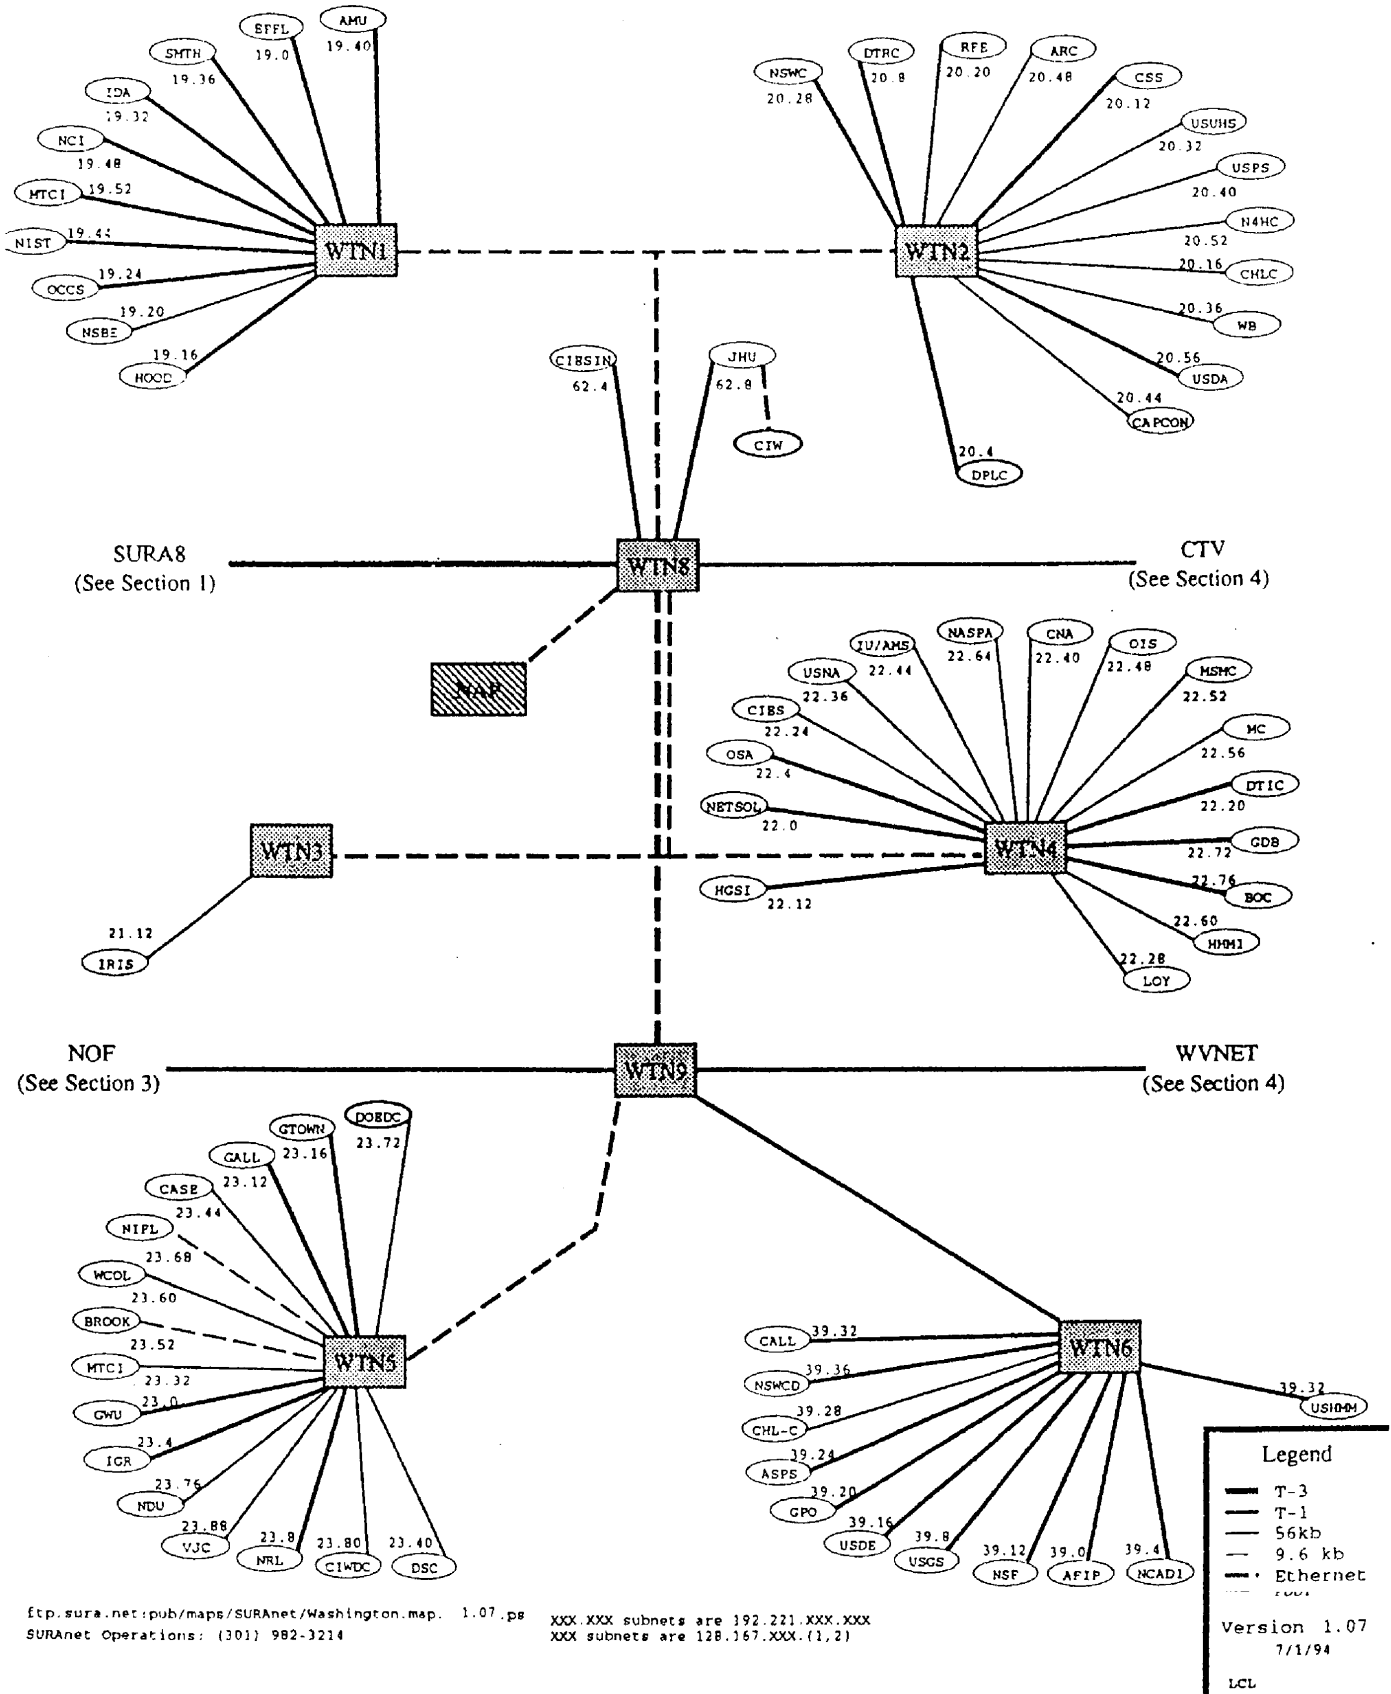 AMU
19.40
19.0
SMTH
19.36
IDA
19.32
NCI
19.48
MTCI 19.52
NIST 19.44
19.24
OCCS
19.20
NSBE
19.16
HOOD
WTN1
NSWC
20.28
DTRC
20.8
RFE
20.20
ARC
20.48
CSS
20.12
USUHS
20.32
USPS
20.40
N4HC
20.52
CHLC
20.16
20.36
WB
20.56
USDA
20.44
CAPCON
20.4
DPLC
WTN2
CIBSIN
62.4
JHU
62.8
CIW
SURA8
(See Section 1)
WTN8
CTV
(See Section 4)
NAP
NASPA
22.64
CNA
22.40
OIS
22.48
IU/AMS
22.44
MSMC
22.52
USNA
22.36
CIBS
22.24
MC
22.56
OSA
22.4
DTIC
22.20
NETSOL
22.0
GDB
22.72
HGSI
22.12
22.76
BOC
22.60
HHMI
22.28
LOY
WTN3
WTN4
21.12
IRIS
NOF
(See Section 3)
WTN9
WVNET
(See Section 4)
DOEDC
23.72
GTOWN
23.16
GALL
23.12
CASE
23.44
NIFL
23.68
WCOL
23.60
BROOK
23.52
MTCI
23.32
GWU
23.0
23.4
IGR
23.76
NDU
23.88
VJC
23.8
NRL
23.80
CIWDC
23.40
DSC
WTN5
WTN6
CALL 39.32
39.36
NSWCD
39.28
CHL-C
39.24
ASPS
39.20
GPO
39.16
USDE
39.8
USGS
39.12
NSF
39.0
AFIP
39.4
NCADI
39.32
USHMM
Legend
T-3
T-1
56kb
9.6 kb
Ethernet
Version 1.07
7/1/94
LCL
ftp.sura.net:pub/maps/SURAnet/Washington.map. 1.07.ps
SURAnet Operations: (301) 982-3214
XXX.XXX subnets are 192.221.XXX.XXX
XXX subnets are 128.167.XXX.{1,2}